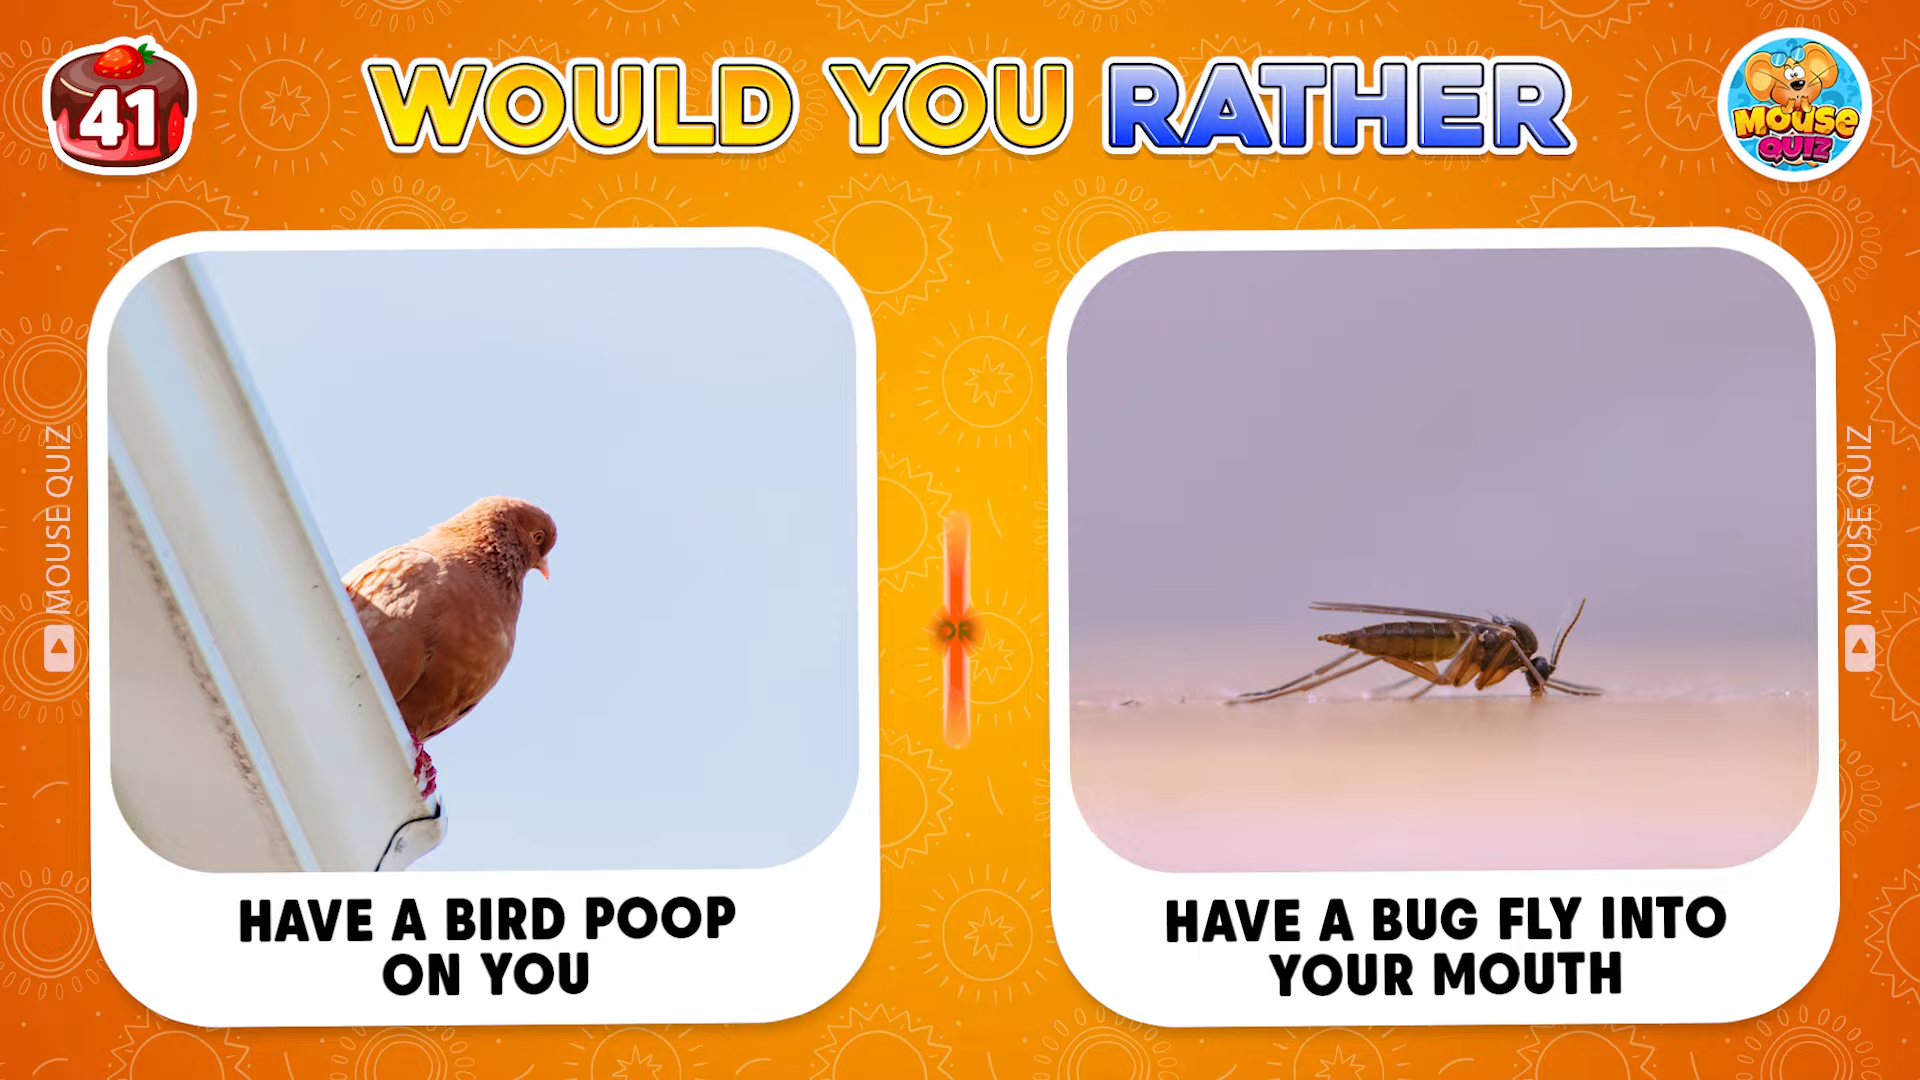 41
WOULD YOU RATHER
MOUSE QUIZ
MOUSE QUIZ
OR
MOUSE QUIZ
HAVE A BIRD POOP
ON YOU
HAVE A BUG FLY INTO
YOUR MOUTH